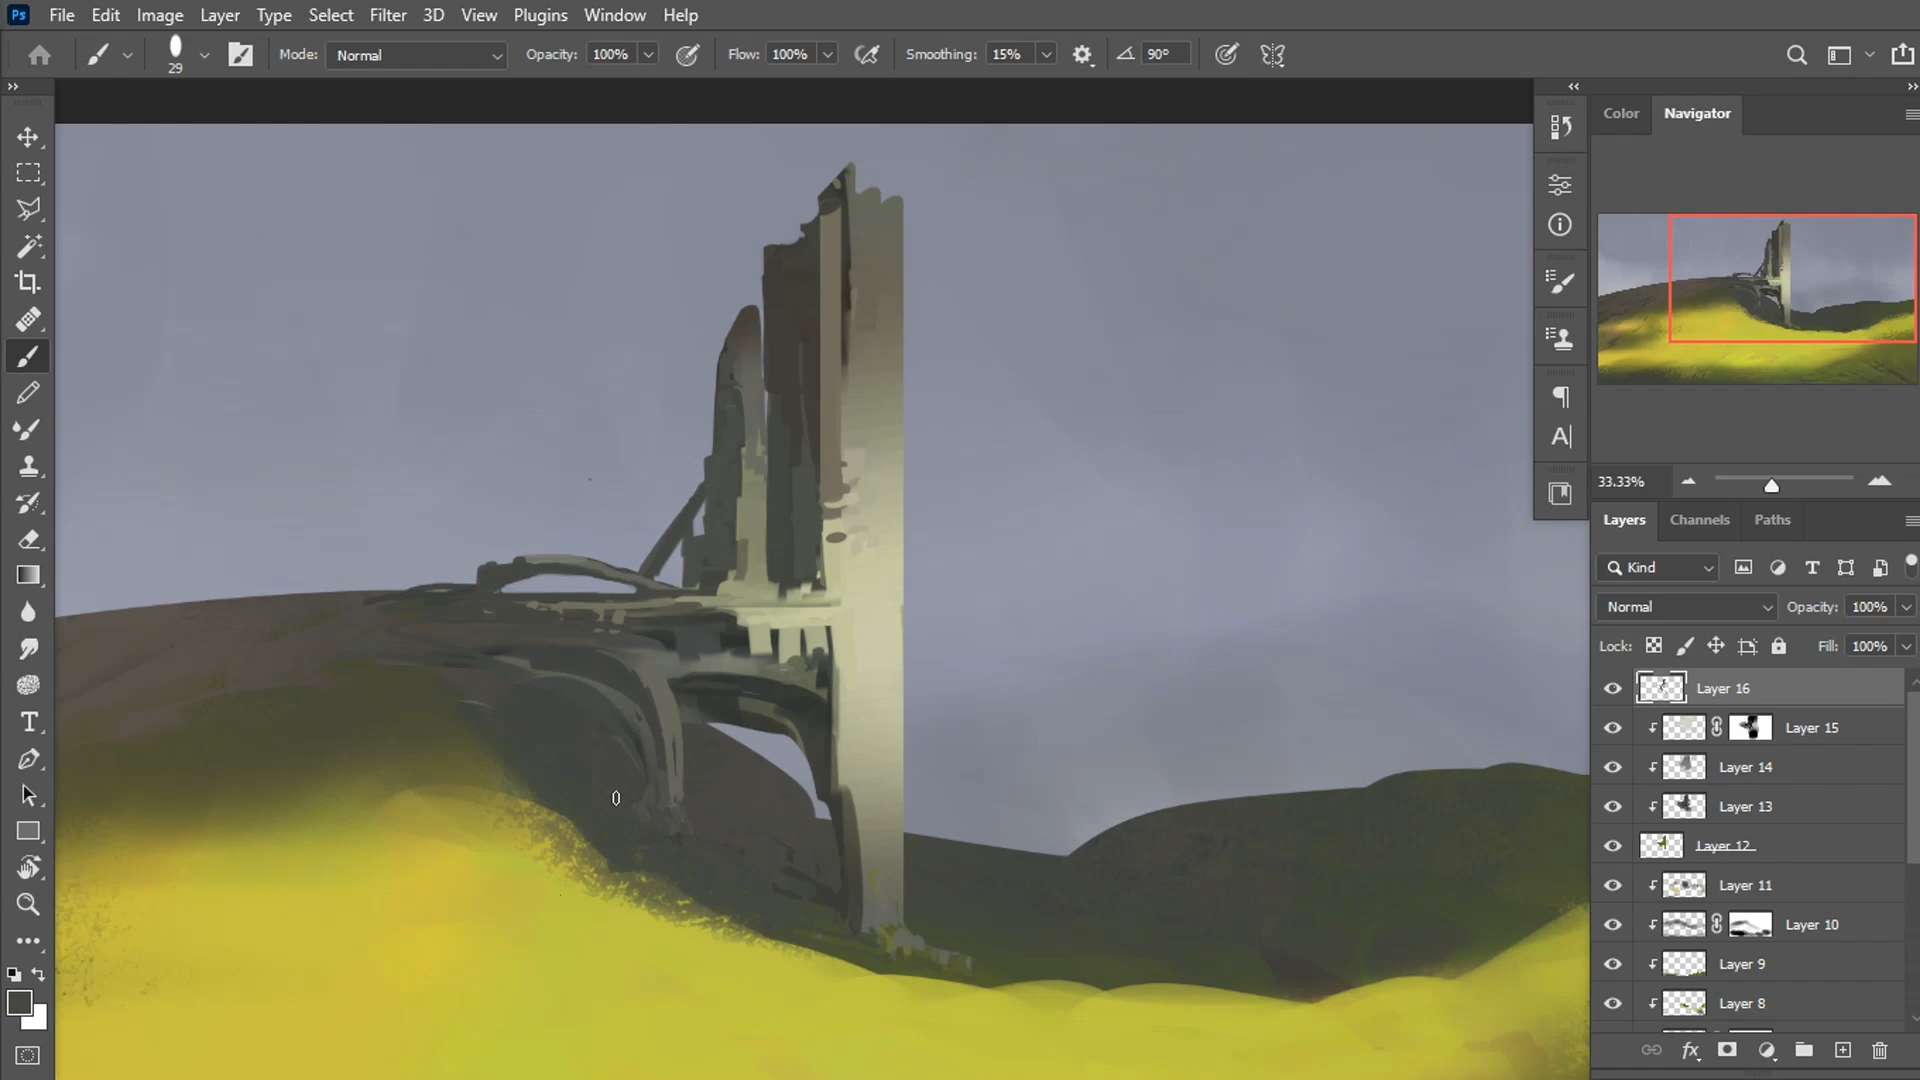 Ps File Edit Image Layer Type Select Filter 3D View Plugins Window Help
29 Mode: Normal Opacity: 100% Flow: 100% Smoothing: 15% 90°
Color Navigator
33.33%
Layers Channels Paths
Kind
Normal Opacity: 100%
Lock: Fill: 100%
Layer 16
Layer 15
Layer 14
Layer 13
Layer 12
Layer 11
Layer 10
Layer 9
Layer 8